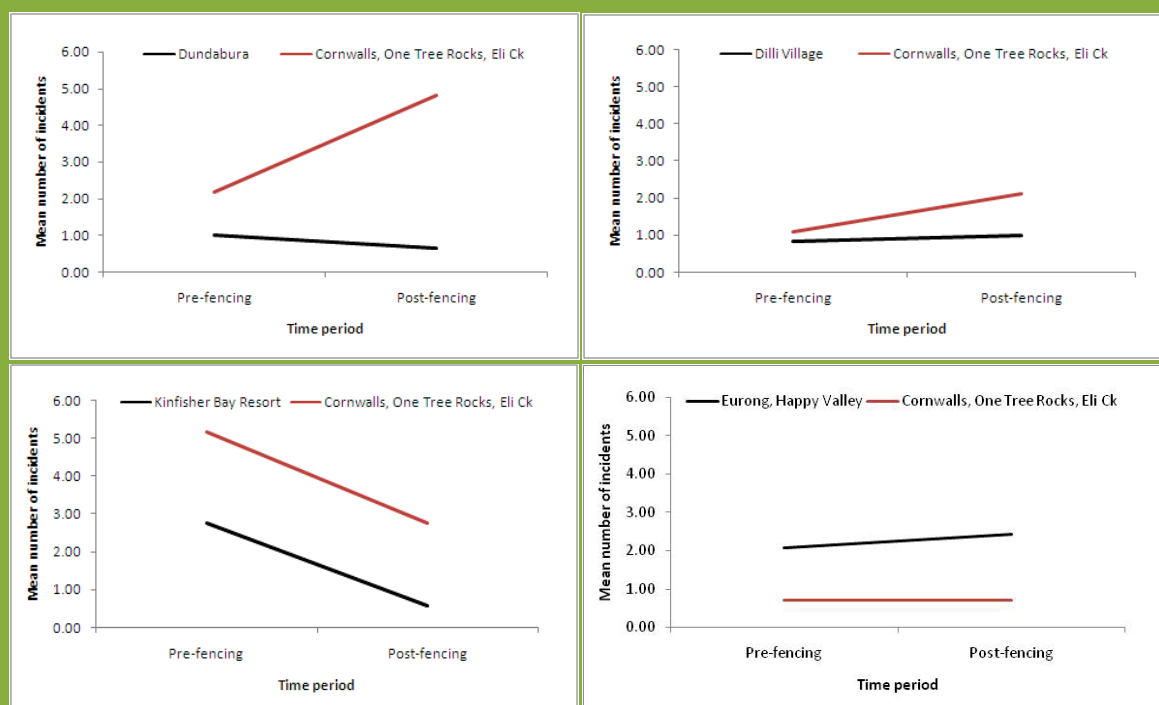 Dundabura Cornwalls, One Tree Rocks, Eli Ck
6.00
5.00
4.00
3.00
2.00
1.00
0.00
Mean number of incidents
Pre-fencing Post-fencing
Time period
Dilli Village Cornwalls, One Tree Rocks, Eli Ck
6.00
5.00
4.00
3.00
2.00
1.00
0.00
Mean number of incidents
Pre-fencing Post-fencing
Time period
Kinfisher Bay Resort Cornwalls, One Tree Rocks, Eli Ck
6.00
5.00
4.00
3.00
2.00
1.00
0.00
Mean number of incidents
Pre-fencing Post-fencing
Time period
Eurong, Happy Valley Cornwalls, One Tree Rocks, Eli Ck
6.00
5.00
4.00
3.00
2.00
1.00
0.00
Mean number of incidents
Pre-fencing Post-fencing
Time period